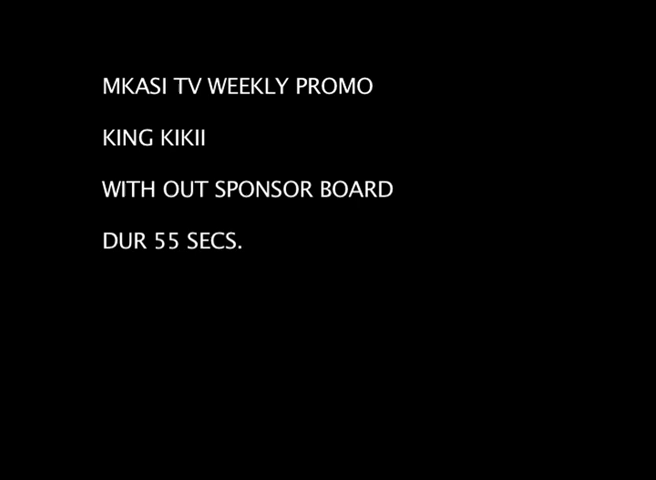 MKASI TV WEEKLY PROMO
KING KIKII
WITH OUT SPONSOR BOARD
DUR 55 SECS.